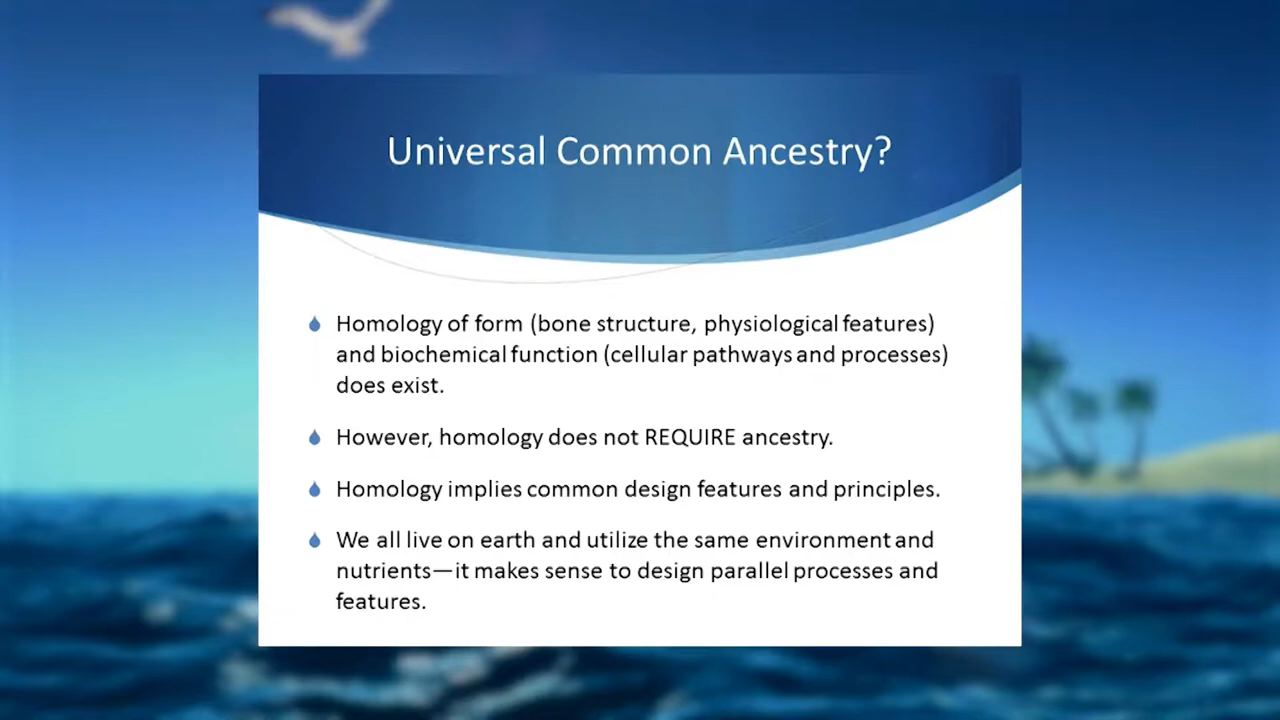 Universal Common Ancestry?
Homology of form (bone structure, physiological features)
and biochemical function (cellular pathways and processes)
does exist.
However, homology does not REQUIRE ancestry.
Homology implies common design features and principles.
We all live on earth and utilize the same environment and
nutrients—it makes sense to design parallel processes and
features.